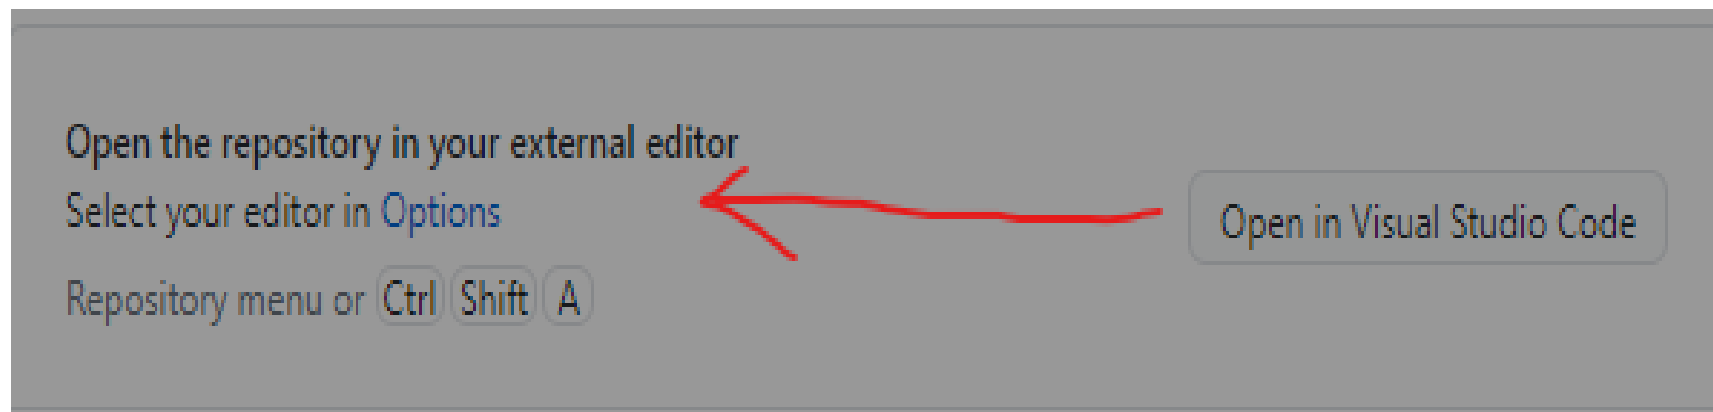 Open the repository in your external editor
Select your editor in Options
Repository menu or Ctrl Shift A
Open in Visual Studio Code